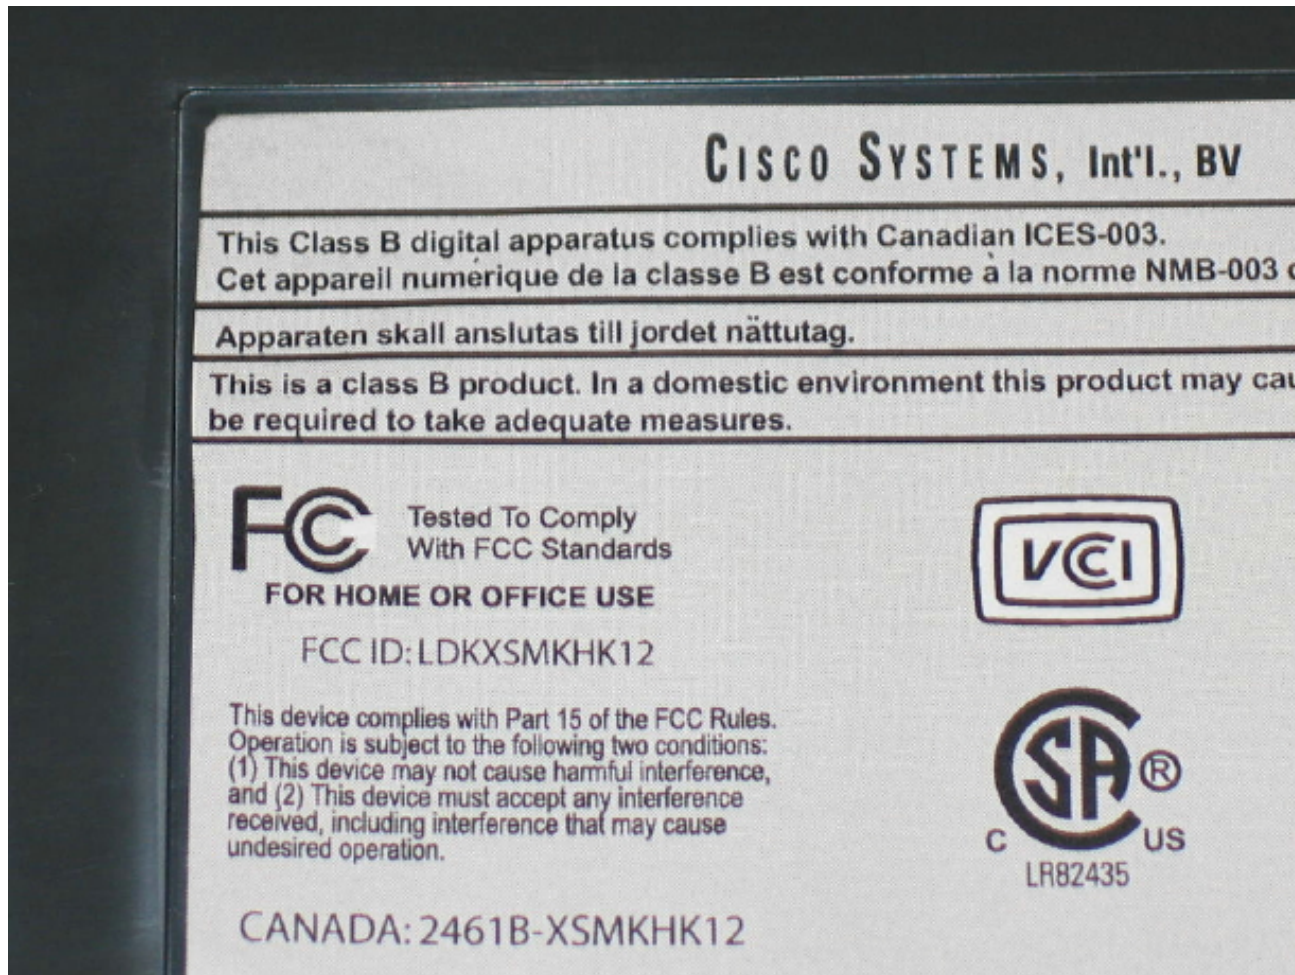 CISCO SYSTEMS, Int'l., BV
This Class B digital apparatus complies with Canadian ICES-003.
Cet appareil numérique de la classe B est conforme à la norme NMB-003
Apparaten skall anslutas till jordet nättutag.
This is a class B product. In a domestic environment this product may
be required to take adequate measures.
FC Tested To Comply
With FCC Standards
FOR HOME OR OFFICE USE
FCC ID: LDKXSMKHK12
This device complies with Part 15 of the FCC Rules.
Operation is subject to the following two conditions:
(1) This device may not cause harmful interference,
and (2) This device must accept any interference
received, including interference that may cause
undesired operation.
CANADA: 2461B-XSMKHK12
VCCI
SA®
C US
LR82435